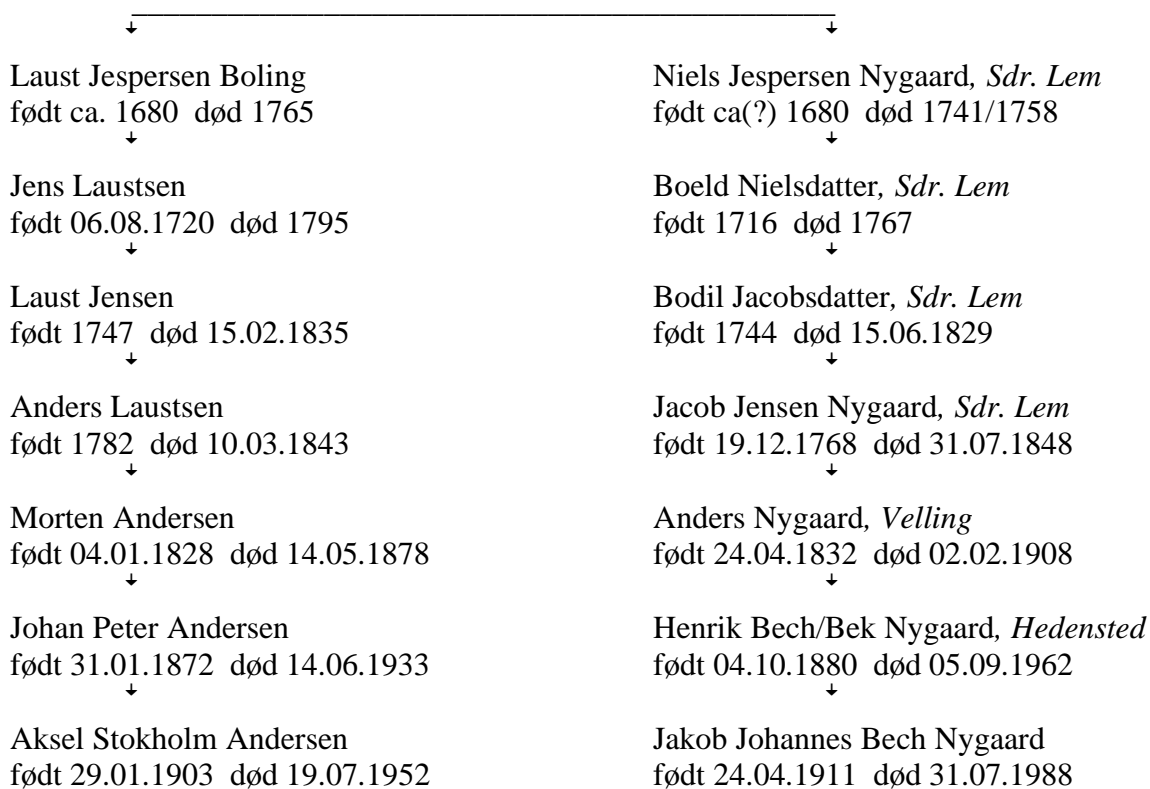 Laust Jespersen Boling
født ca. 1680 død 1765
Jens Laustsen
født 06.08.1720 død 1795
Laust Jensen
født 1747 død 15.02.1835
Anders Laustsen
født 1782 død 10.03.1843
Morten Andersen
født 04.01.1828 død 14.05.1878
Johan Peter Andersen
født 31.01.1872 død 14.06.1933
Aksel Stokholm Andersen
født 29.01.1903 død 19.07.1952
Niels Jespersen Nygaard, Sdr. Lem
født ca(?) 1680 død 1741/1758
Boeld Nielsdatter, Sdr. Lem
født 1716 død 1767
Bodil Jacobsdatter, Sdr. Lem
født 1744 død 15.06.1829
Jacob Jensen Nygaard, Sdr. Lem
født 19.12.1768 død 31.07.1848
Anders Nygaard, Velling
født 24.04.1832 død 02.02.1908
Henrik Bech/Bek Nygaard, Hedensted
født 04.10.1880 død 05.09.1962
Jakob Johannes Bech Nygaard
født 24.04.1911 død 31.07.1988